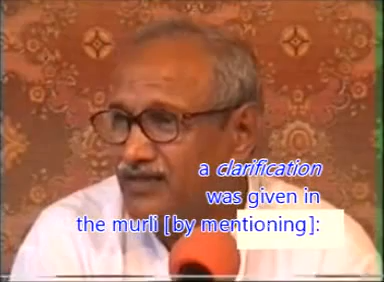 a clarification
was given in
the murli [by mentioning]: